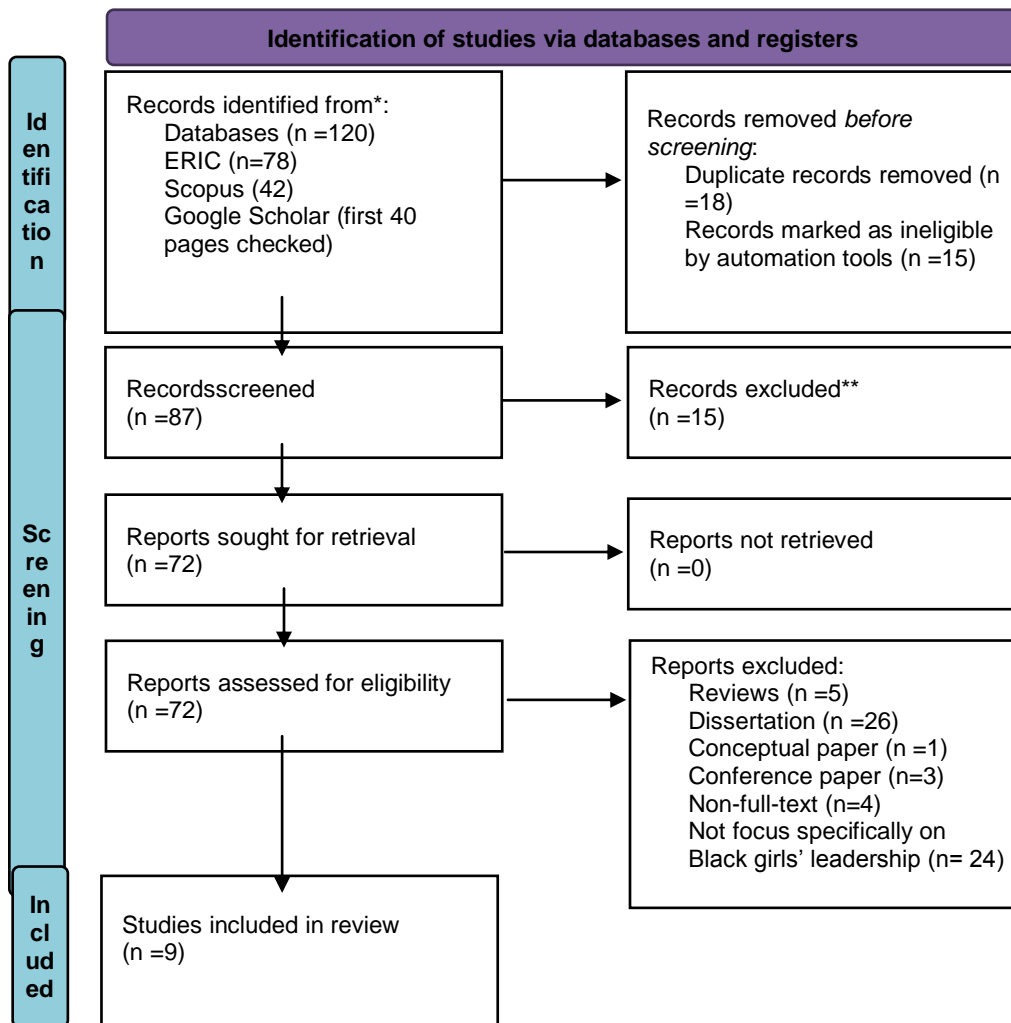 Identification of studies via databases and registers
Id
en
tifi
ca
tio
n
Records identified from*:
Databases (n =120)
ERIC (n=78)
Scopus (42)
Google Scholar (first 40
pages checked)
Records removed before
screening:
Duplicate records removed (n
=18)
Records marked as ineligible
by automation tools (n =15)
Sc
re
en
in
g
Recordsscreened
(n =87)
Records excluded**
(n =15)
Reports sought for retrieval
(n =72)
Reports not retrieved
(n =0)
Reports assessed for eligibility
(n =72)
Reports excluded:
Reviews (n =5)
Dissertation (n =26)
Conceptual paper (n =1)
Conference paper (n=3)
Non-full-text (n=4)
Not focus specifically on
Black girls’ leadership (n= 24)
In
cl
ud
ed
Studies included in review
(n =9)